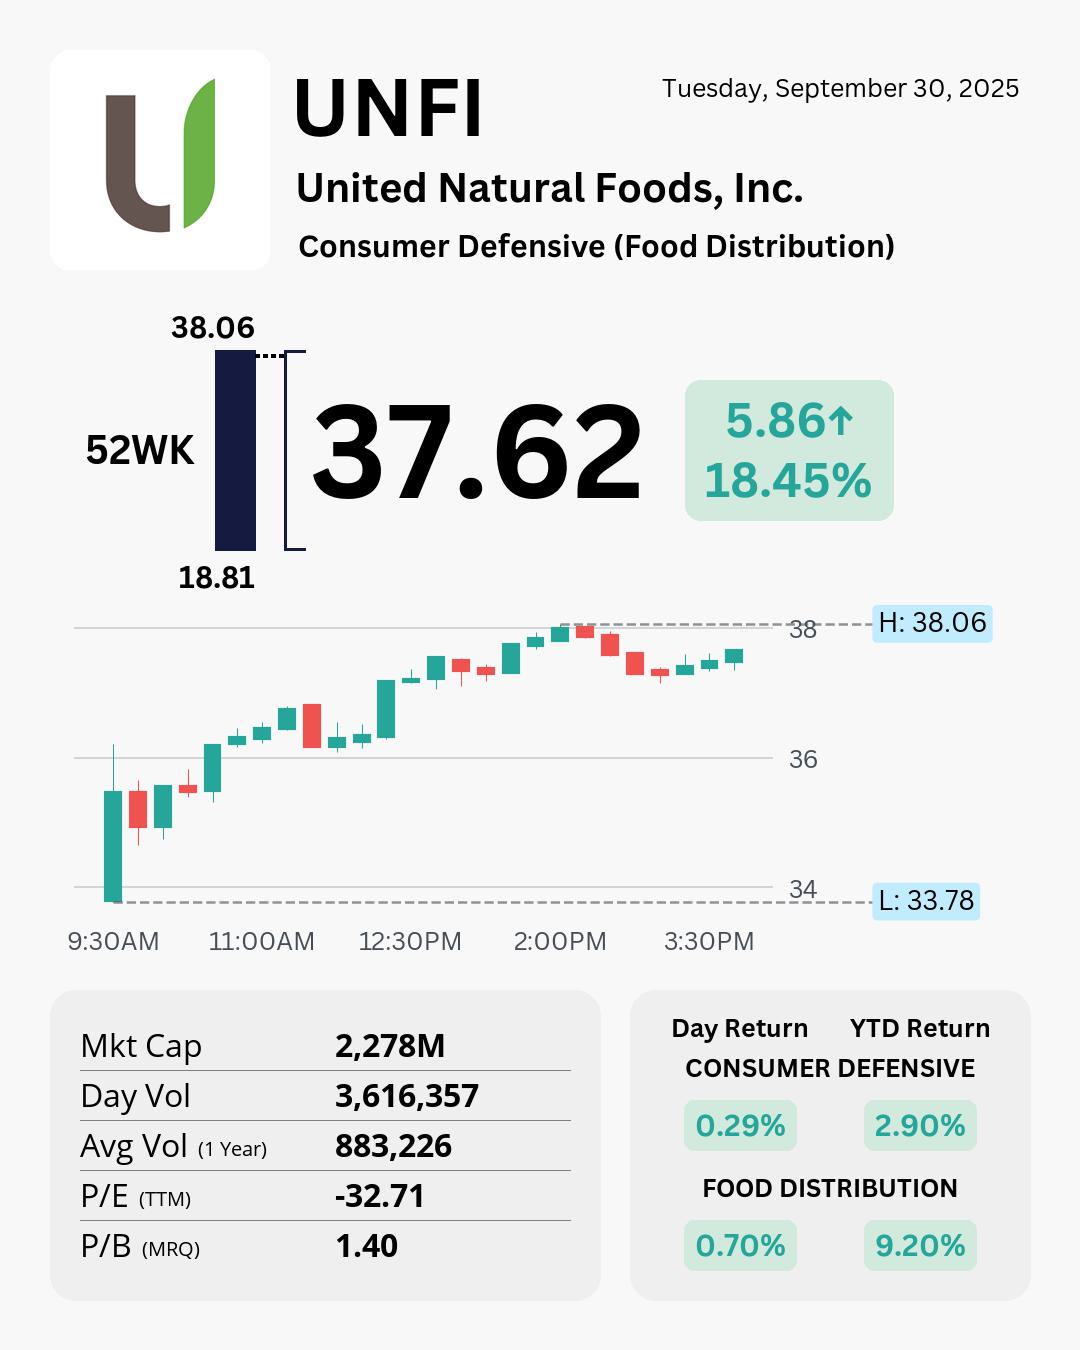 UNFI
Tuesday, September 30, 2025
United Natural Foods, Inc.
Consumer Defensive (Food Distribution)
38.06
52WK
37.62
5.86↑
18.45%
18.81
38
H: 38.06
36
34
L: 33.78
9:30AM 11:00AM 12:30PM 2:00PM 3:30PM
Mkt Cap 2,278M
Day Vol 3,616,357
Avg Vol (1 Year) 883,226
P/E (TTM) -32.71
P/B (MRQ) 1.40
Day Return YTD Return
CONSUMER DEFENSIVE
0.29% 2.90%
FOOD DISTRIBUTION
0.70% 9.20%